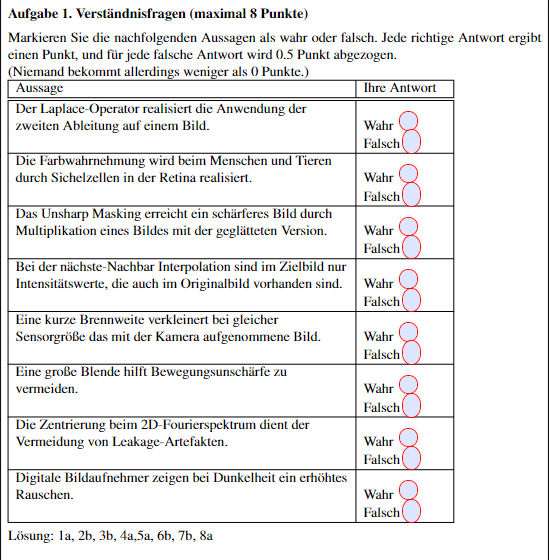 Aufgabe 1. Verständnisfragen (maximal 8 Punkte)
Markieren Sie die nachfolgenden Aussagen als wahr oder falsch. Jede richtige Antwort ergibt
einen Punkt, und für jede falsche Antwort wird 0.5 Punkt abgezogen.
(Niemand bekommt allerdings weniger als 0 Punkte.)
Aussage Ihre Antwort
Der Laplace-Operator realisiert die Anwendung der
zweiten Ableitung auf einem Bild.
Wahr
Falsch
Die Farbwahrnehmung wird beim Menschen und Tieren
durch Sichelzellen in der Retina realisiert.
Wahr
Falsch
Das Unsharp Masking erreicht ein schärferes Bild durch
Multiplikation eines Bildes mit der geglätteten Version.
Wahr
Falsch
Bei der nächste-Nachbar Interpolation sind im Zielbild nur
Intensitätswerte, die auch im Originalbild vorhanden sind.
Wahr
Falsch
Eine kurze Brennweite verkleinert bei gleicher
Sensorgröße das mit der Kamera aufgenommene Bild.
Wahr
Falsch
Eine große Blende hilft Bewegungsunschärfe zu
vermeiden.
Wahr
Falsch
Die Zentrierung beim 2D-Fourierspektrum dient der
Vermeidung von Leakage-Artefakten.
Wahr
Falsch
Digitale Bildaufnehmer zeigen bei Dunkelheit ein erhöhtes
Rauschen.
Wahr
Falsch
Lösung: 1a, 2b, 3b, 4a,5a, 6b, 7b, 8a